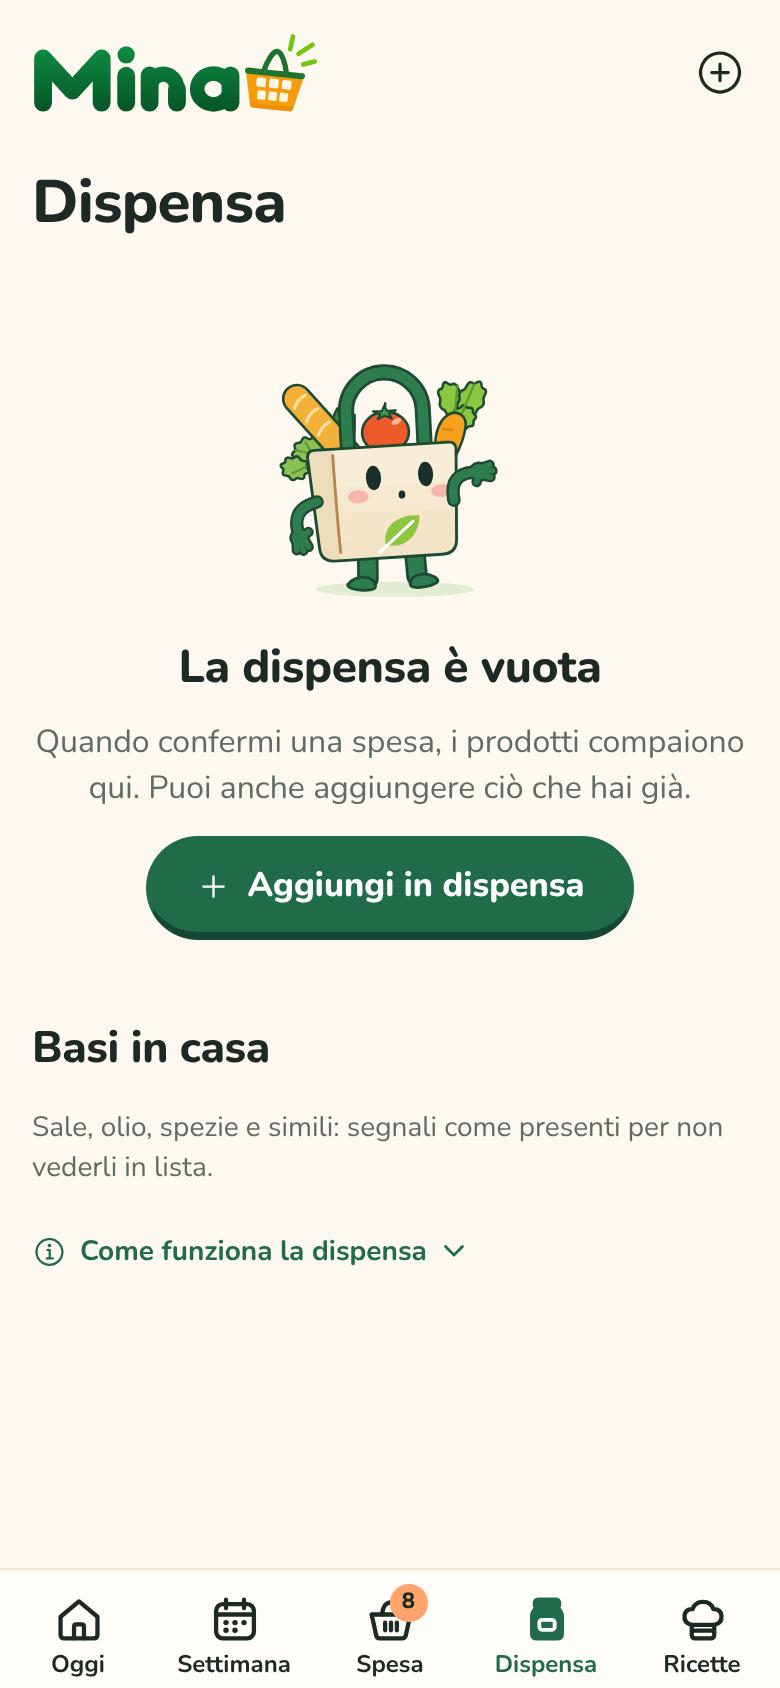 Mina
Dispensa
La dispensa è vuota
Quando confermi una spesa, i prodotti compaiono
qui. Puoi anche aggiungere ciò che hai già.
Aggiungi in dispensa
Basi in casa
Sale, olio, spezie e simili: segnali come presenti per non
vederli in lista.
Come funziona la dispensa
8
Oggi
Settimana
Spesa
Dispensa
Ricette